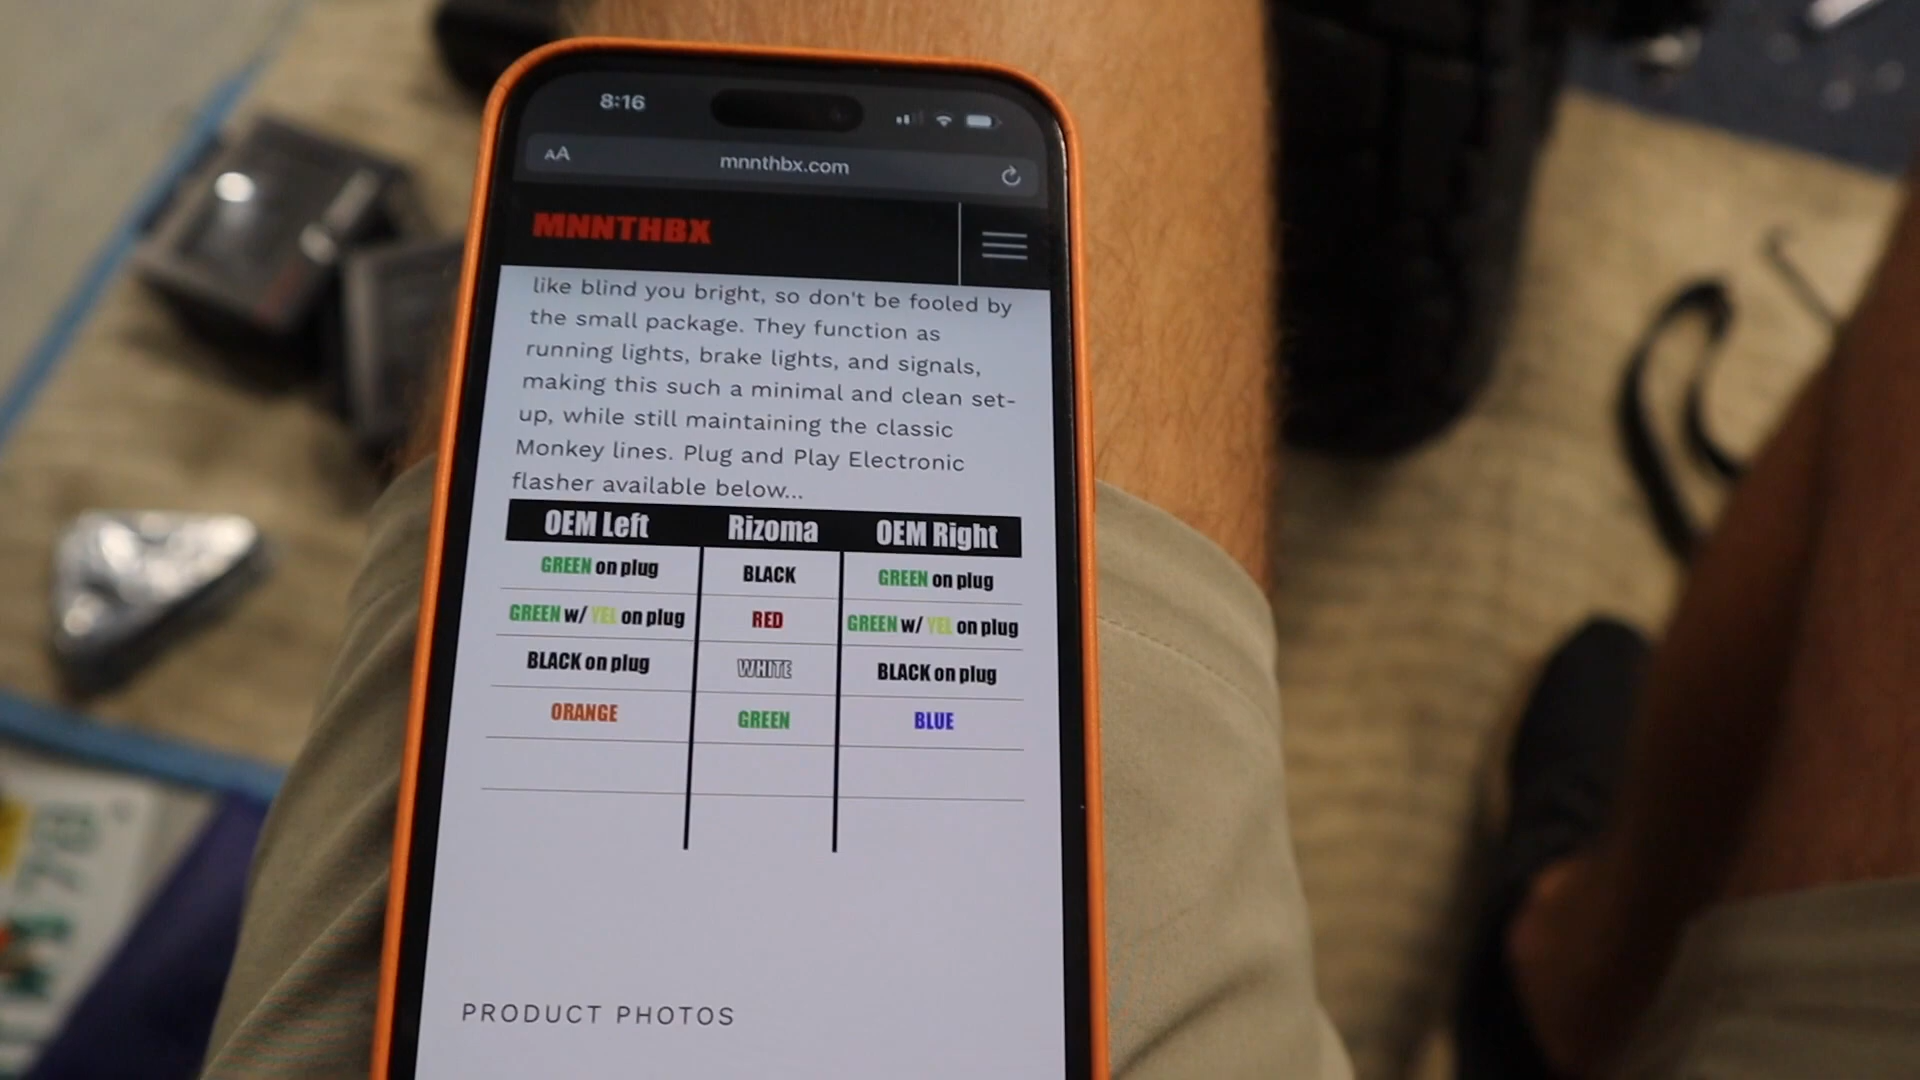 8:16
AA mnnthbx.com
MNNTHBX
like blind you bright, so don't be fooled by
the small package. They function as
running lights, brake lights, and signals,
making this such a minimal and clean set-
up, while still maintaining the classic
Monkey lines. Plug and Play Electronic
flasher available below...
OEM Left Rizoma OEM Right
GREEN on plug BLACK GREEN on plug
GREEN w/ YEL on plug RED GREEN w/ YEL on plug
BLACK on plug WHITE BLACK on plug
ORANGE GREEN BLUE
PRODUCT PHOTOS
78